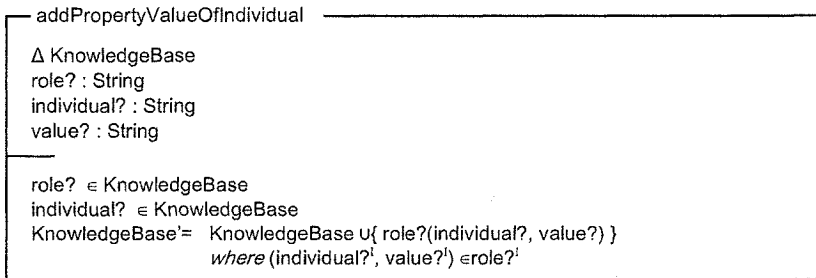 addPropertyValueOfIndividual
Δ KnowledgeBase
role? : String
individual? : String
value? : String
role? ∈ KnowledgeBase
individual? ∈ KnowledgeBase
KnowledgeBase'= KnowledgeBase ∪{ role?(individual?, value?) }
where (individual?ᴵ, value?ᴵ) ∈role?ᴵ